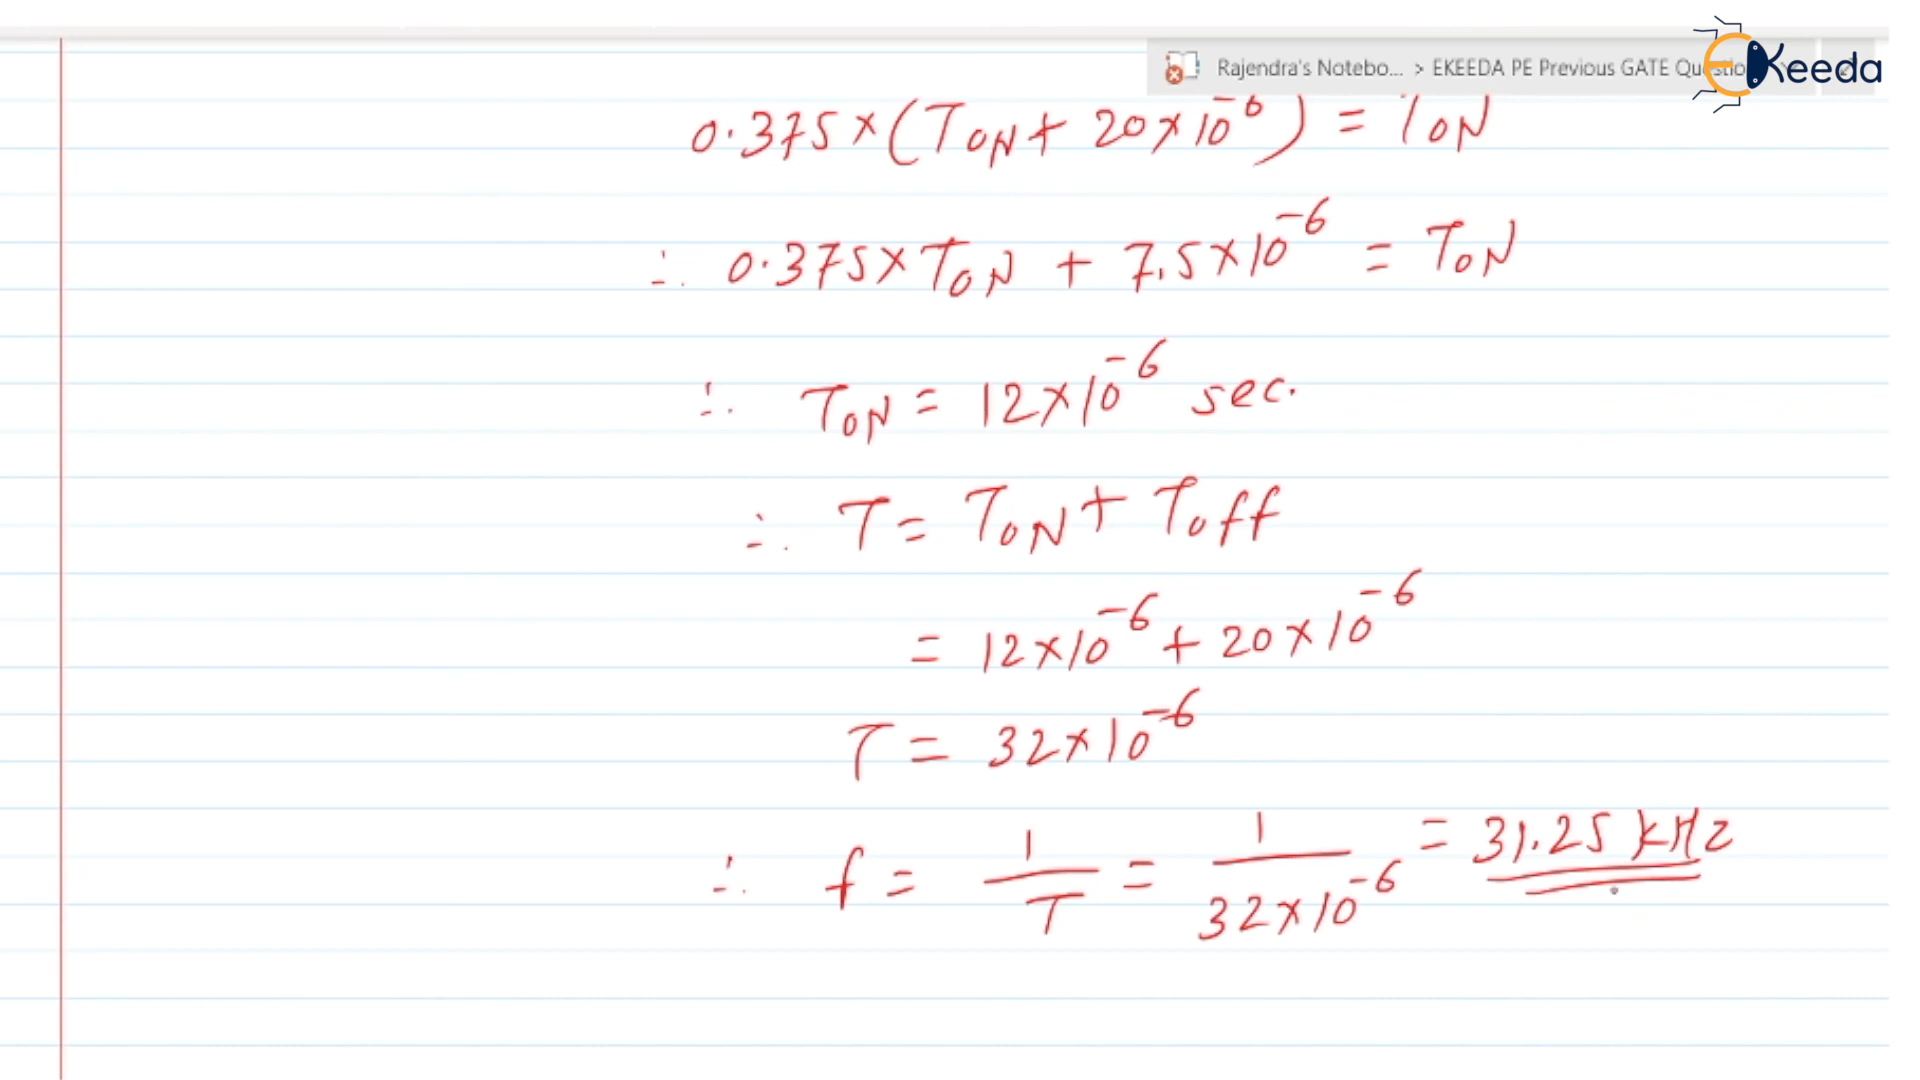 Rajendra's Notebo... > EKEEDA PE Previous GATE Questio
EKeeda
0.375×(TON + 20×10⁻⁶) = TON
∴ 0.375×TON + 7.5×10⁻⁶ = TON
∴ TON = 12×10⁻⁶ sec.
∴ T = TON + Toff
= 12×10⁻⁶ + 20×10⁻⁶
T = 32×10⁻⁶
∴ f = 1/T = 1/32×10⁻⁶ = 31.25 kHz